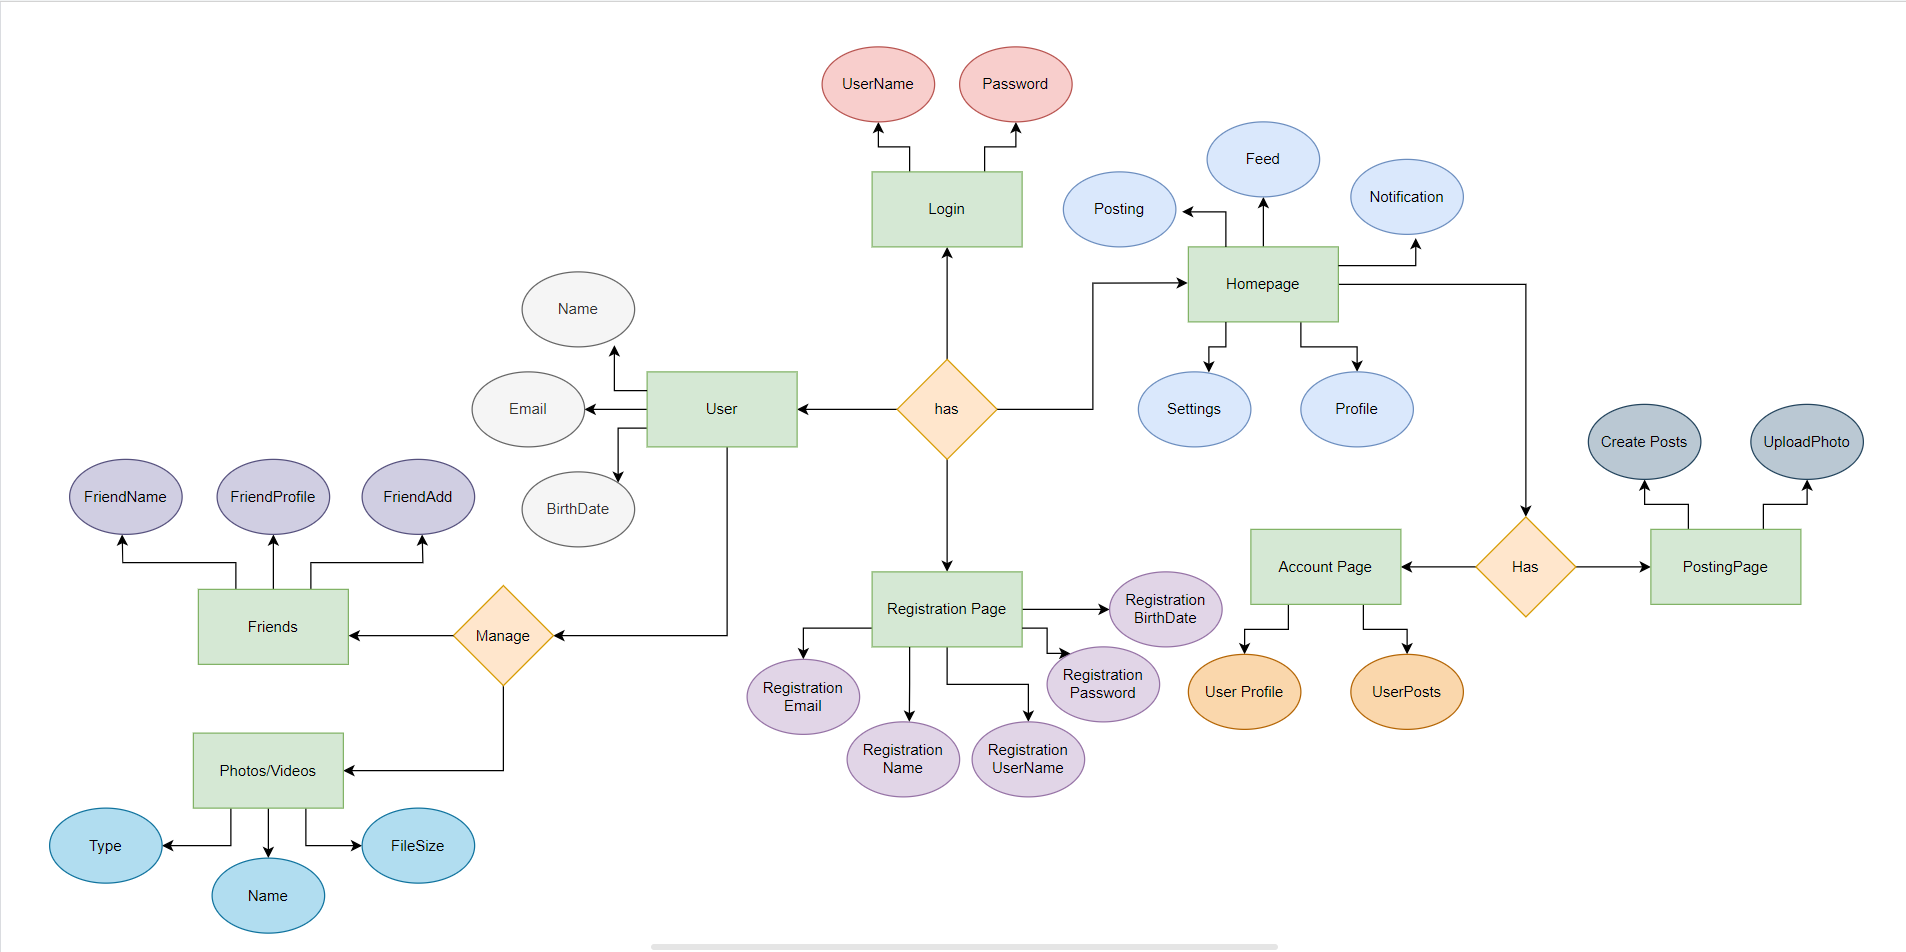 UserName
Password
Feed
Notification
Posting
Login
Homepage
Name
Settings
Profile
User
has
Email
Create Posts
UploadPhoto
FriendName
FriendProfile
FriendAdd
BirthDate
Account Page
Has
PostingPage
Registration Page
Registration
BirthDate
Friends
Manage
Registration
Password
Registration
Email
User Profile
UserPosts
Registration
Name
Registration
UserName
Photos/Videos
Type
FileSize
Name